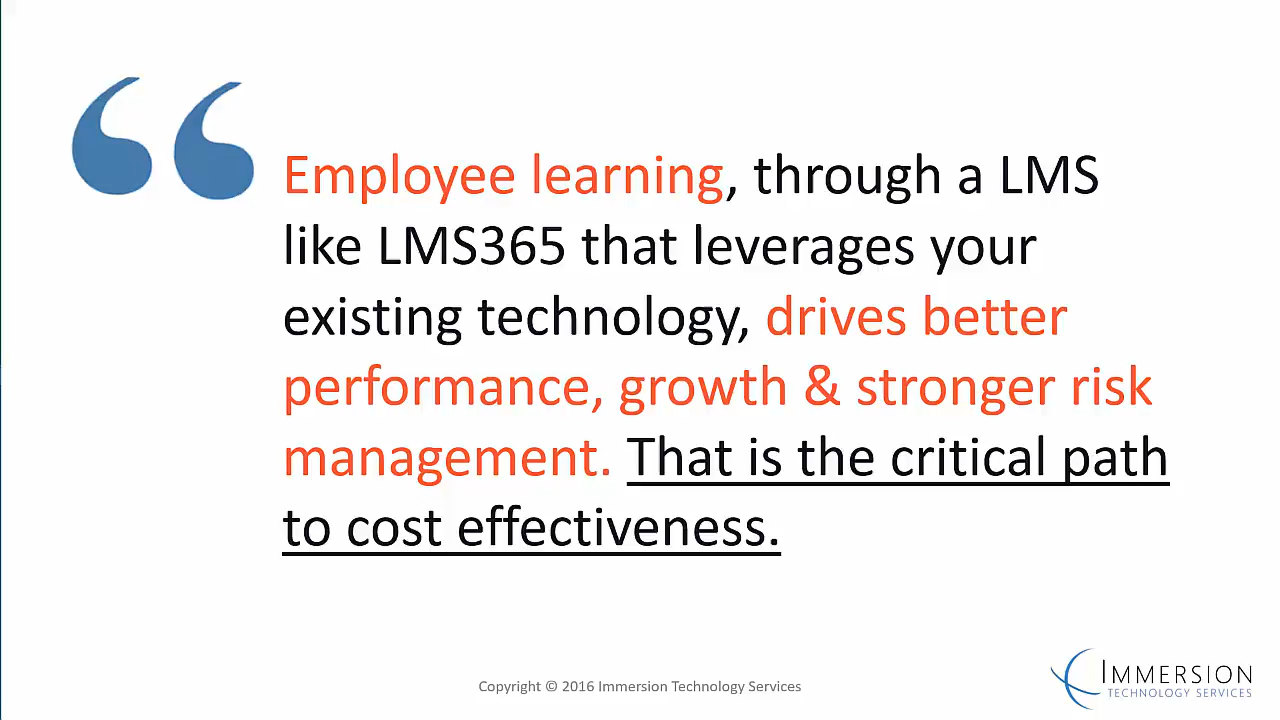 Employee learning, through a LMS
like LMS365 that leverages your
existing technology, drives better
performance, growth & stronger risk
management. That is the critical path
to cost effectiveness.
Copyright © 2016 Immersion Technology Services
IMMERSION
TECHNOLOGY SERVICES